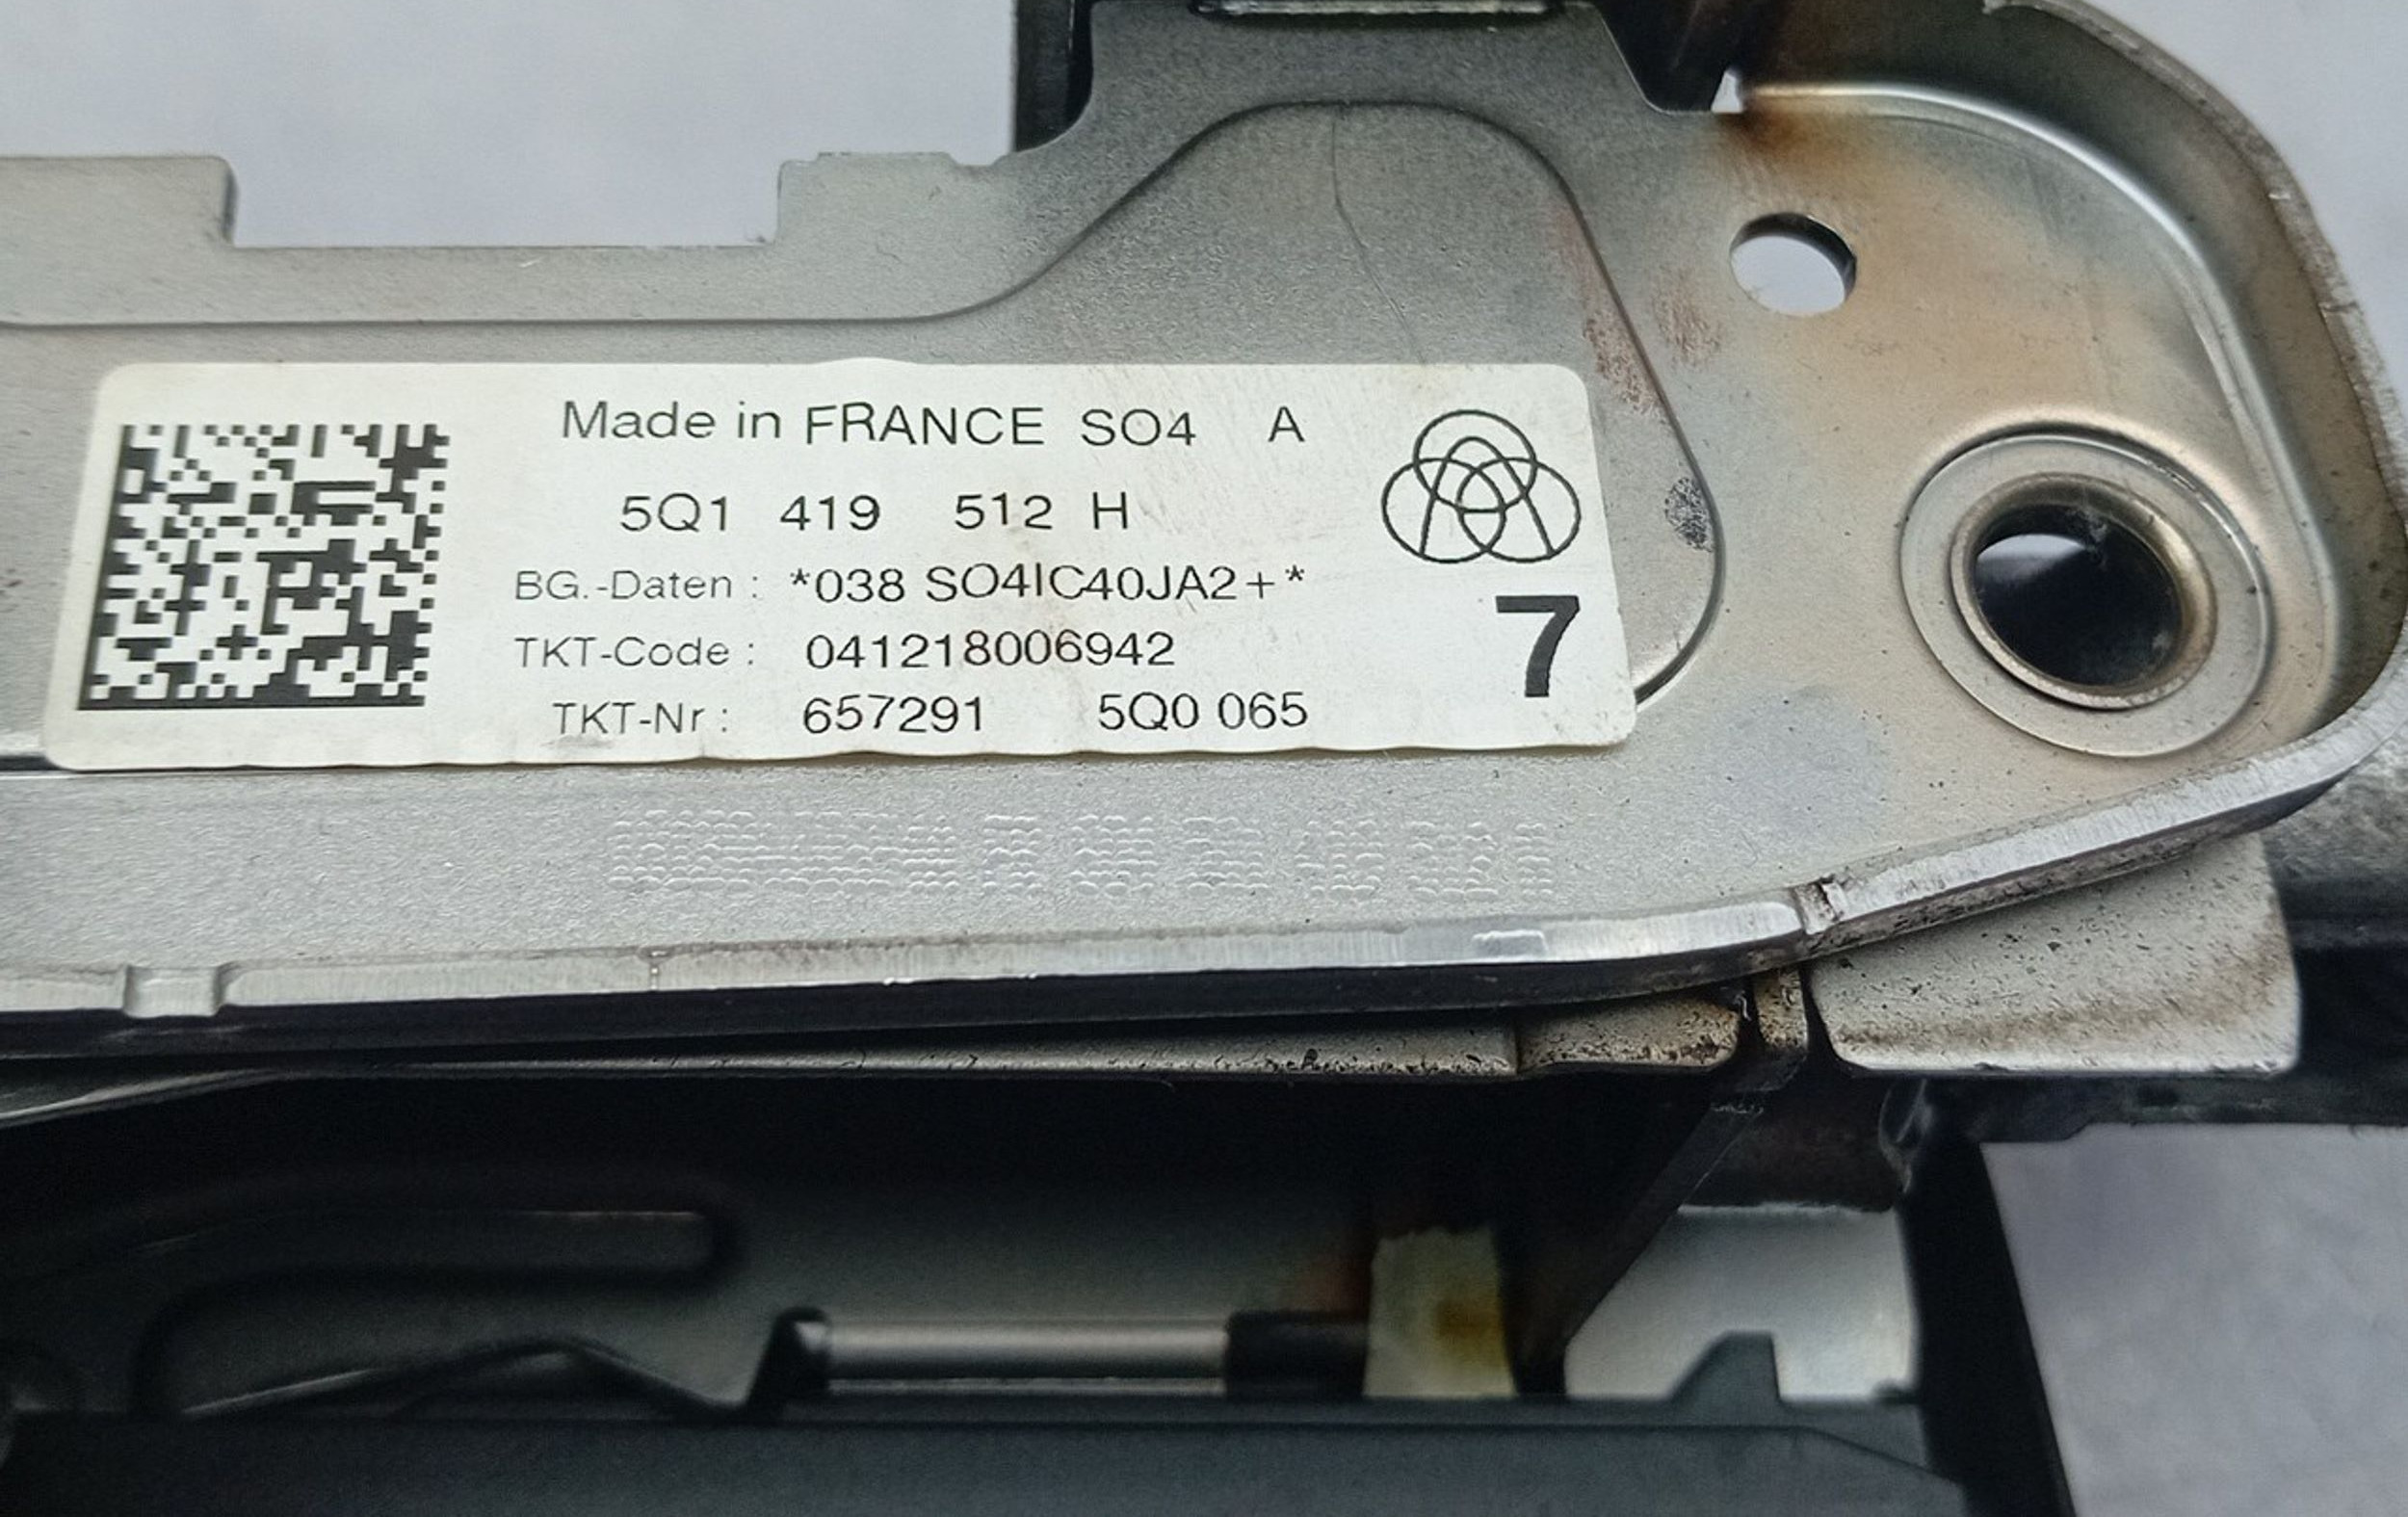 Made in FRANCE SO4 A
5Q1 419 512 H
BG.-Daten : *038 SO4IC40JA2+*
7
TKT-Code : 041218006942
TKT-Nr : 657291 5Q0 065